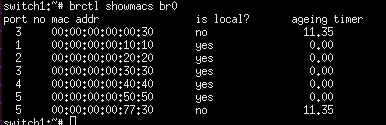 switch1:~# brctl showmacs br0
port no mac addr is local? ageing timer
3 00:00:00:00:00:30 no 11.35
1 00:00:00:00:10:10 yes 0.00
2 00:00:00:00:20:20 yes 0.00
3 00:00:00:00:30:30 yes 0.00
4 00:00:00:00:40:40 yes 0.00
5 00:00:00:00:50:50 yes 0.00
5 00:00:00:00:77:30 no 11.35
switch1:~#